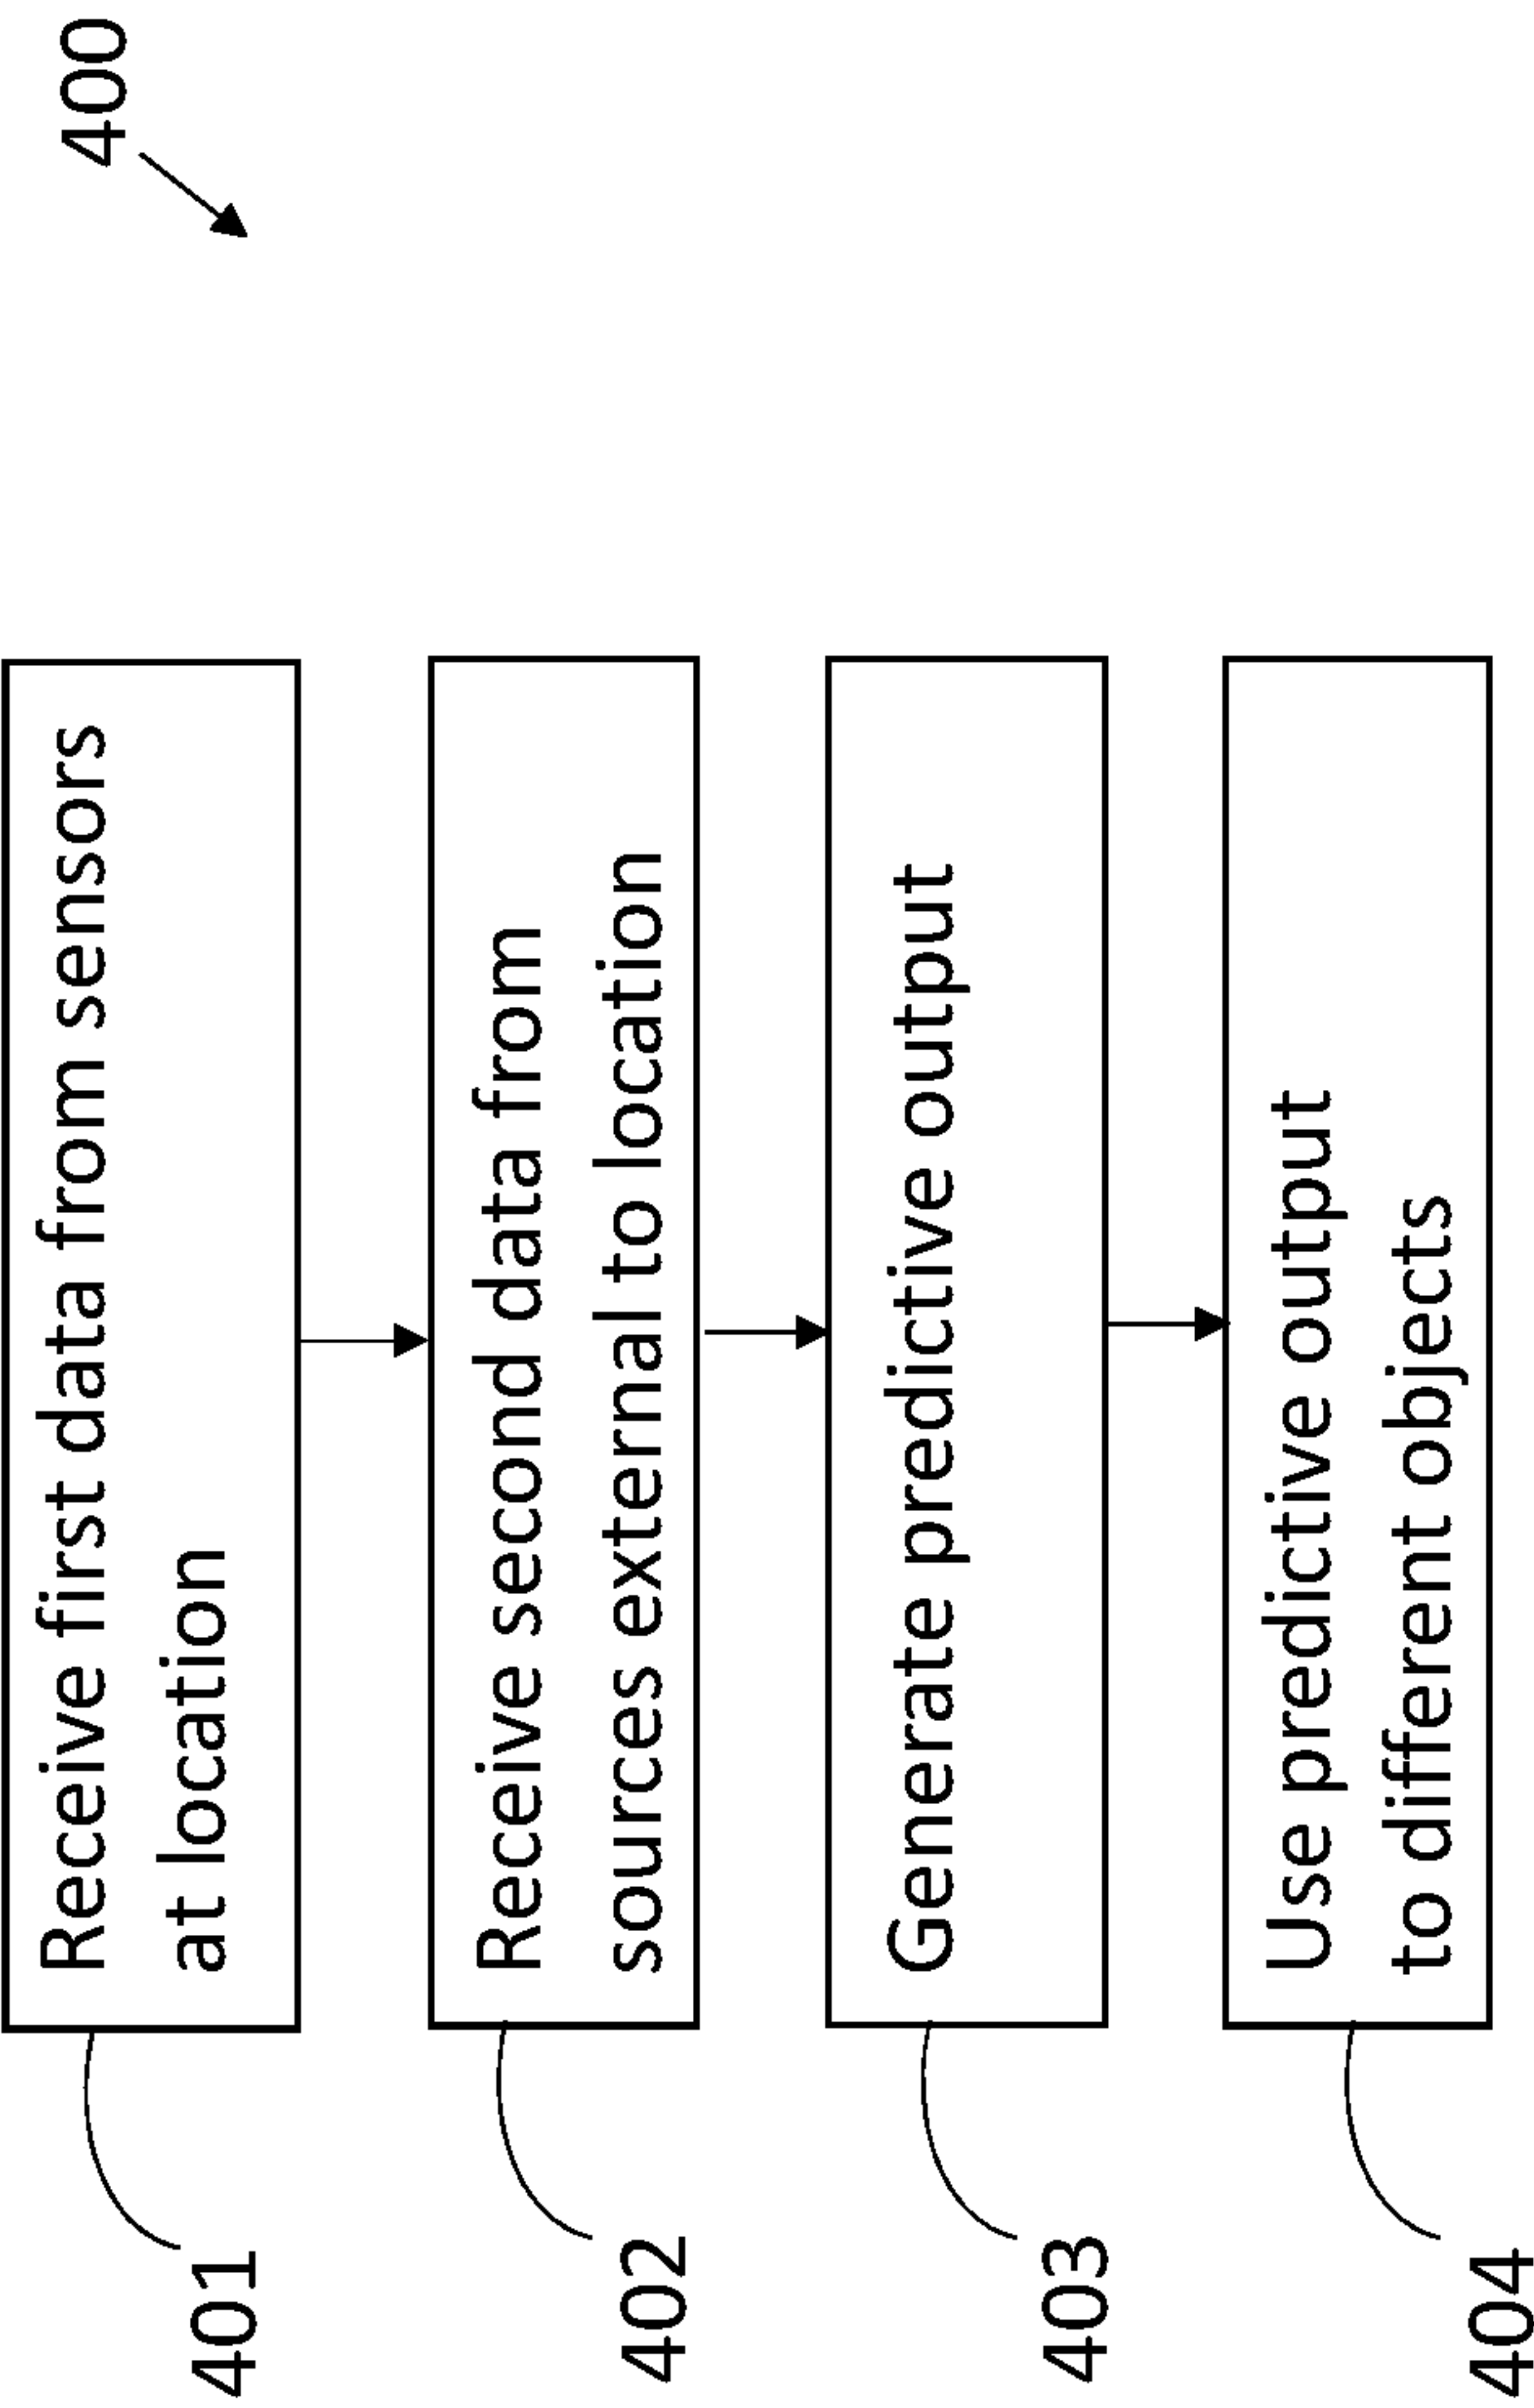 400
401
Receive first data from sensors
at location
402
Receive second data from
sources external to location
403
Generate predictive output
404
Use predictive output
to different objects